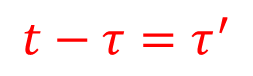 t − τ = τ′